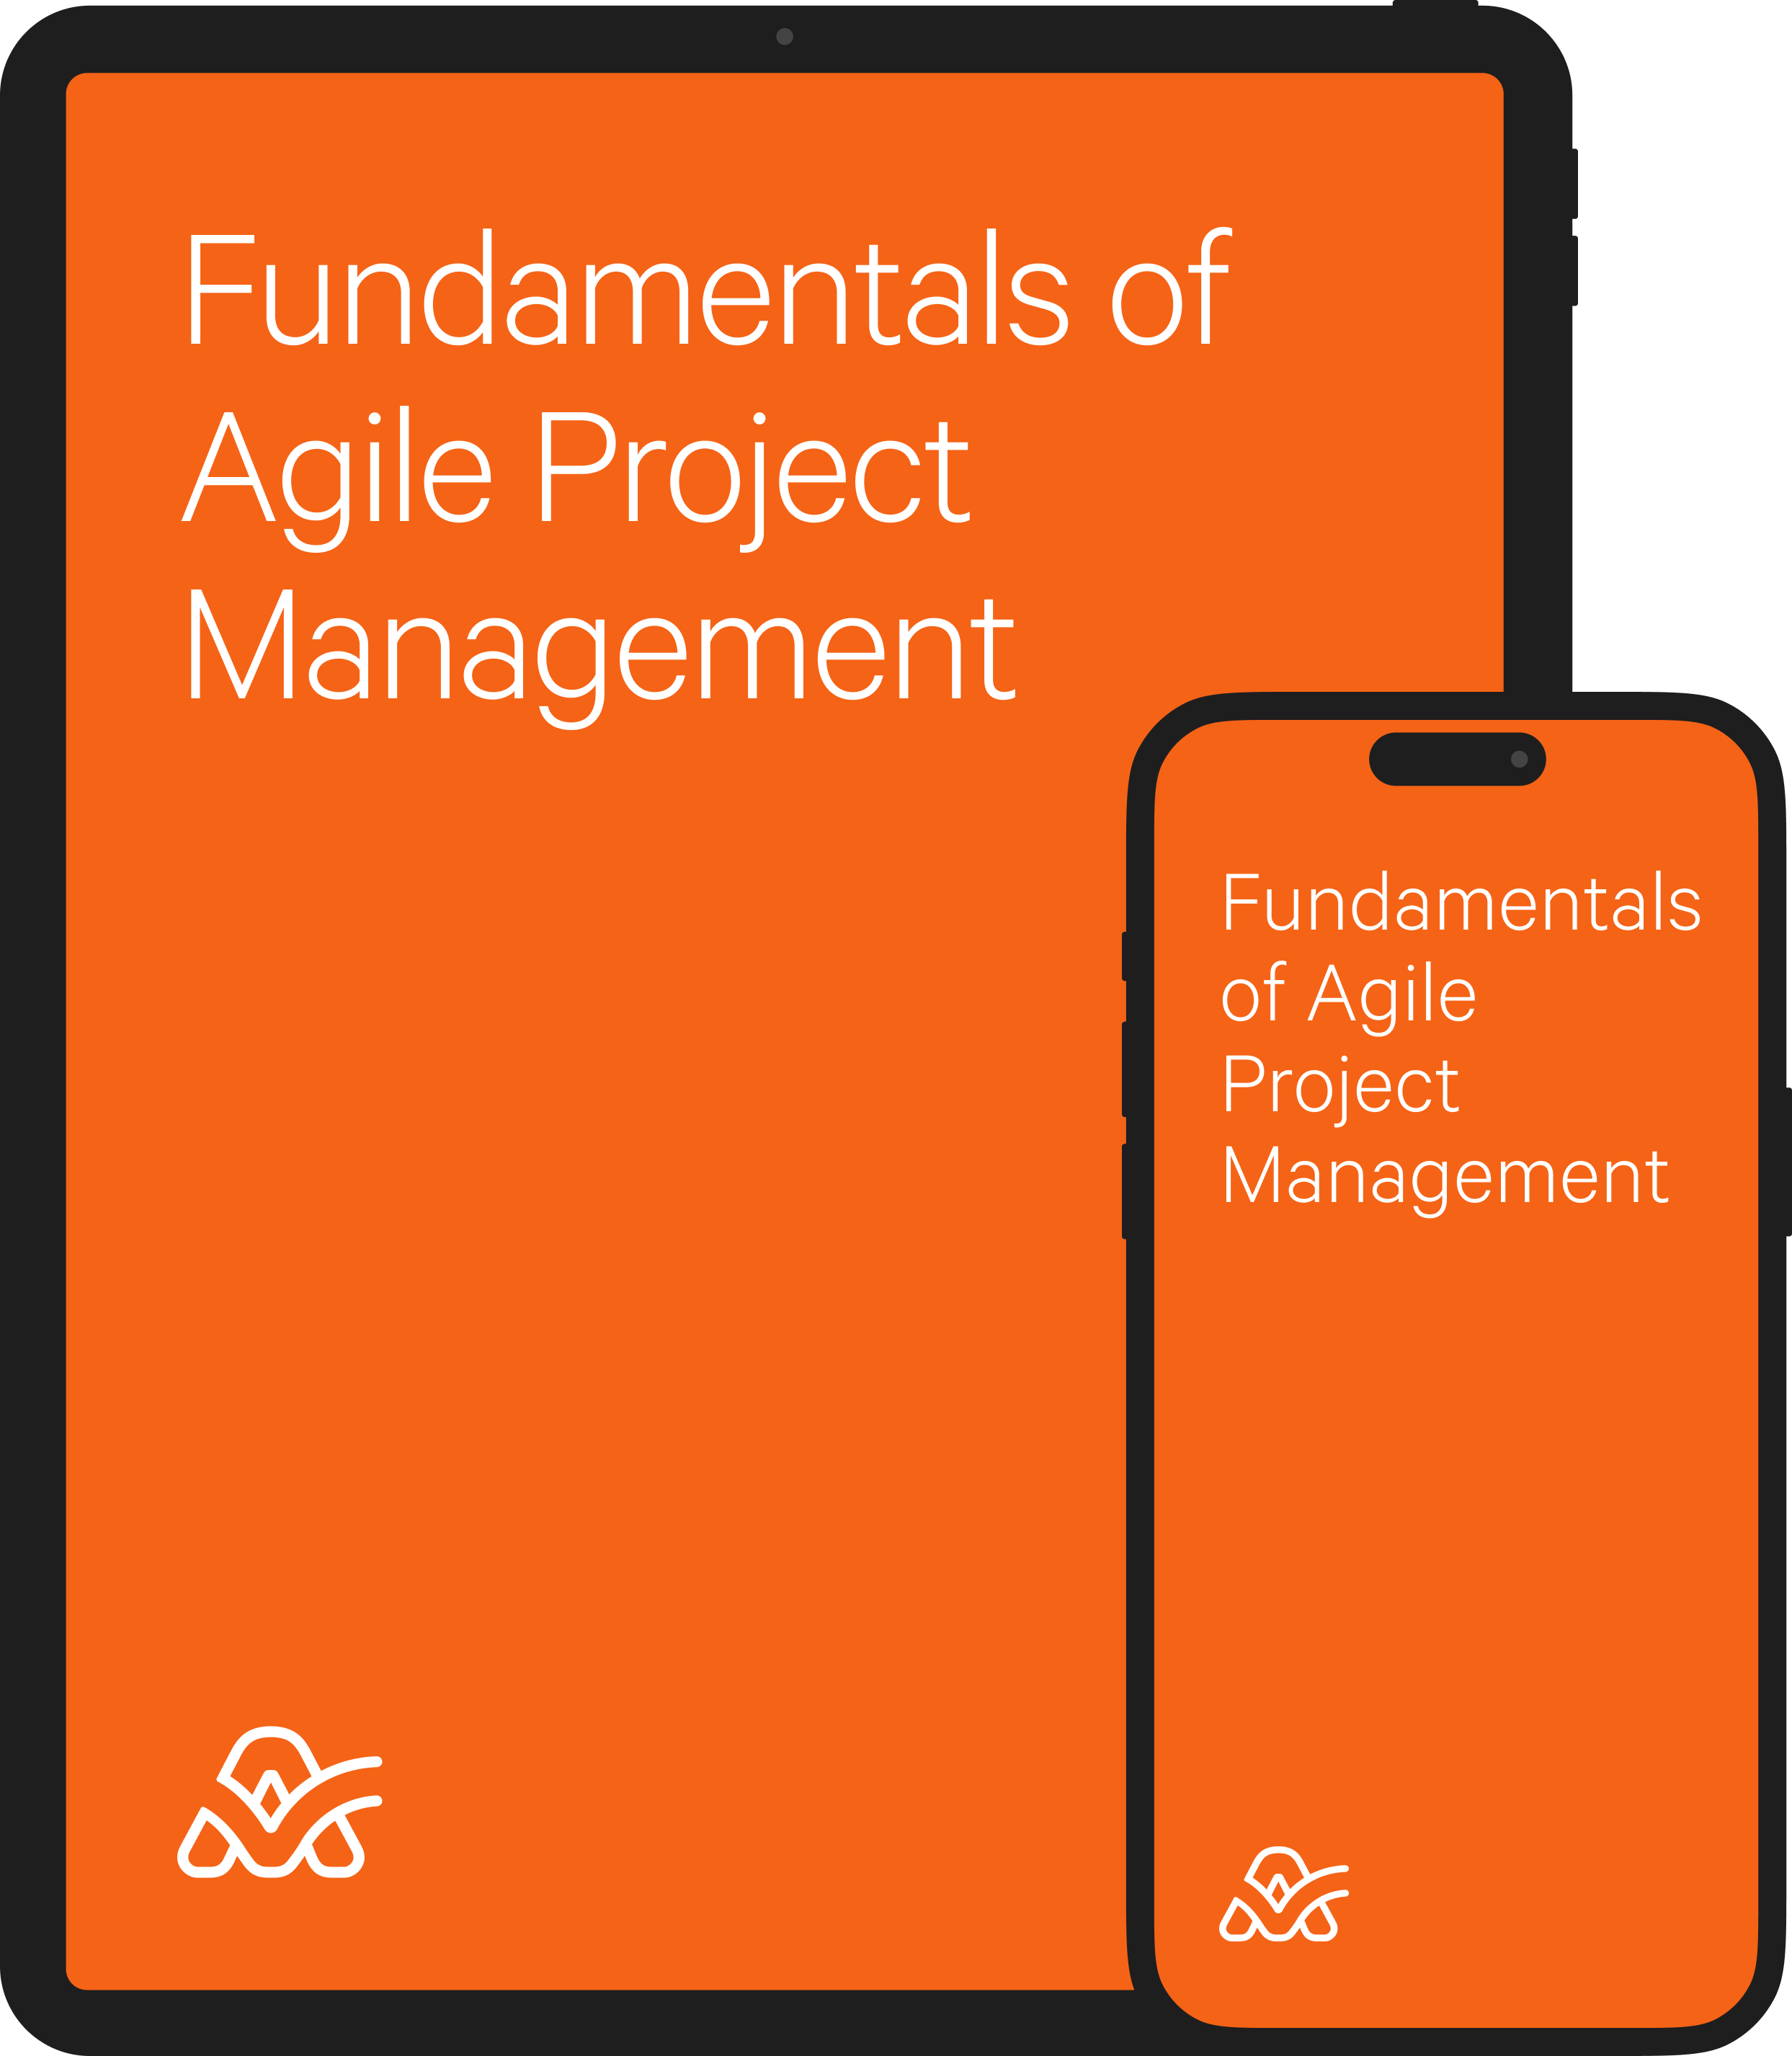 Fundamentals of
Agile Project
Management
Fundamentals
of Agile
Project
Management